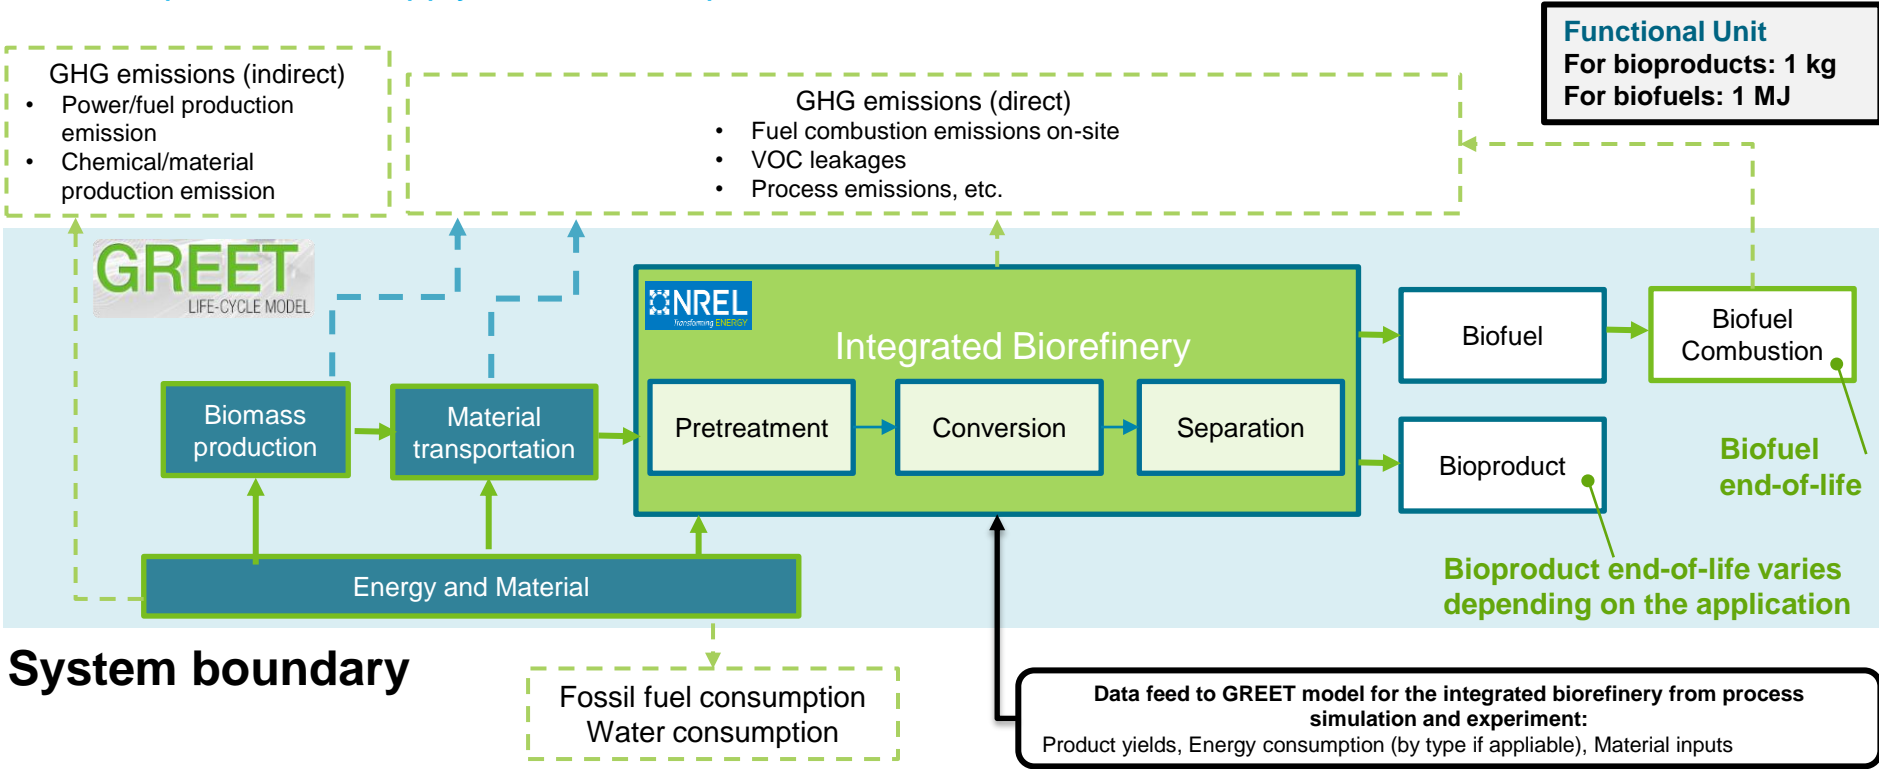 Functional Unit
For bioproducts: 1 kg
For biofuels: 1 MJ
GHG emissions (indirect)
• Power/fuel production
emission
• Chemical/material
production emission
GHG emissions (direct)
• Fuel combustion emissions on-site
• VOC leakages
• Process emissions, etc.
GREET
LIFE-CYCLE MODEL
NREL
Transforming ENERGY
Integrated Biorefinery
Biofuel
Biofuel
Combustion
Biomass
production
Material
transportation
Pretreatment
Conversion
Separation
Bioproduct
Biofuel
end-of-life
Energy and Material
Bioproduct end-of-life varies
depending on the application
System boundary
Fossil fuel consumption
Water consumption
Data feed to GREET model for the integrated biorefinery from process
simulation and experiment:
Product yields, Energy consumption (by type if appliable), Material inputs